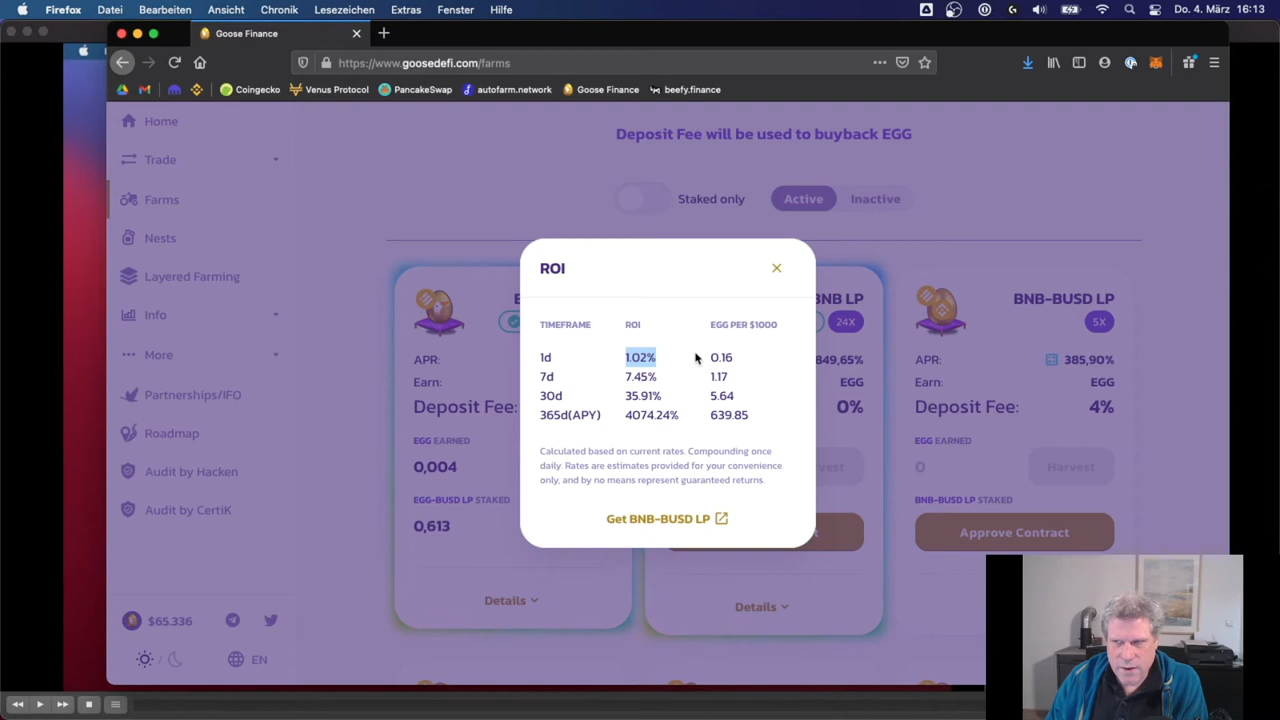 Firefox Datei Bearbeiten Ansicht Chronik Lesezeichen Extras Fenster Hilfe Do. 4. März 16:13
Goose Finance
https://www.goosedefi.com/farms
Coingecko Venus Protocol PancakeSwap autofarm.network Goose Finance beefy.finance
Home
Trade
Farms
Nests
Layered Farming
Info
More
Partnerships/IFO
Roadmap
Audit by Hacken
Audit by CertiK
$65.336
EN
Deposit Fee will be used to buyback EGG
Staked only Active Inactive
APR:
Earn:
Deposit Fee:
EGG EARNED
0,004
EGG-BUSD LP STAKED
0,613
Details
BNB LP
24X
849,65%
EGG
0%
Details
BNB-BUSD LP
5X
APR: 385,90%
Earn: EGG
Deposit Fee: 4%
EGG EARNED
0 Harvest
BNB-BUSD LP STAKED
Approve Contract
ROI
TIMEFRAME ROI EGG PER $1000
1d 1.02% 0.16
7d 7.45% 1.17
30d 35.91% 5.64
365d(APY) 4074.24% 639.85
Calculated based on current rates. Compounding once
daily. Rates are estimates provided for your convenience
only, and by no means represent guaranteed returns.
Get BNB-BUSD LP